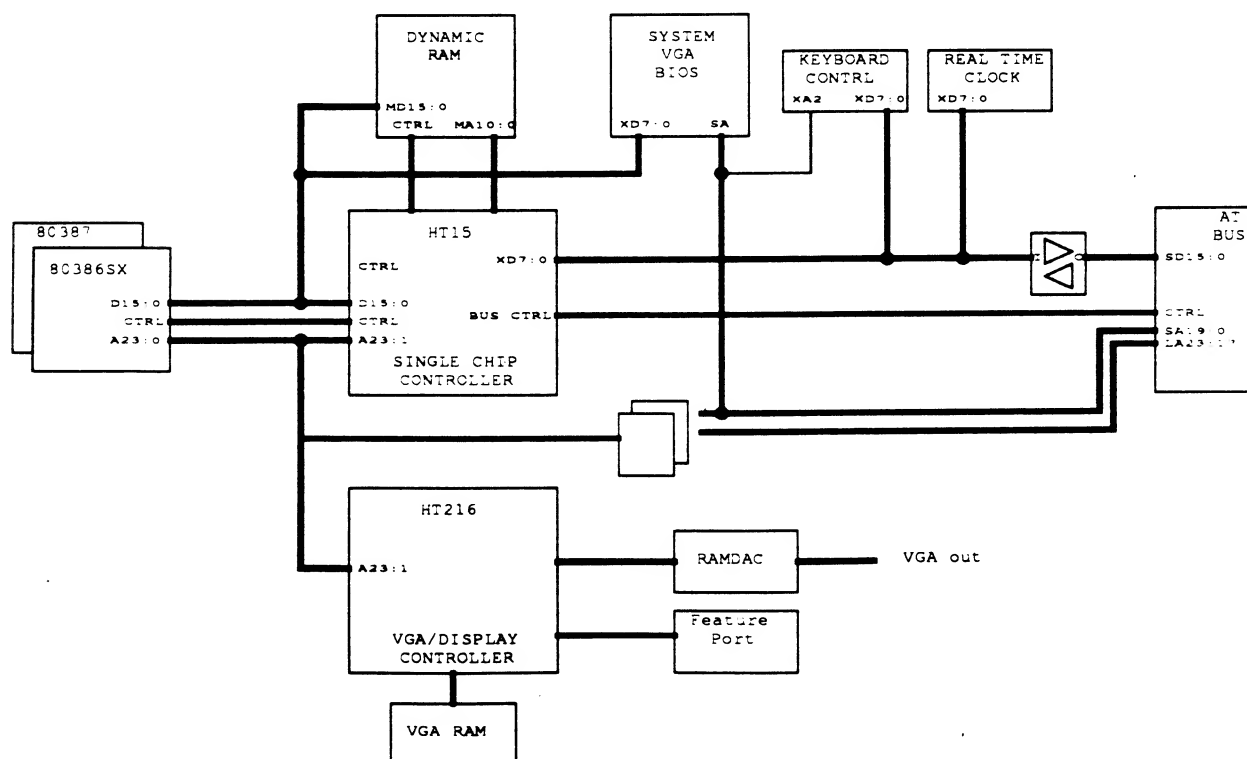 DYNAMIC
RAM
MD15:0
CTRL MA10:0
SYSTEM
VGA
BIOS
XD7:0 SA
KEYBOARD
CONTRL
XA2 XD7:0
REAL TIME
CLOCK
XD7:0
80387
80386SX
D15:0
CTRL
A23:0
HT15
CTRL
XD7:0
D15:0
CTRL
BUS CTRL
A23:1
SINGLE CHIP
CONTROLLER
AT
BUS
SD15:0
CTRL
SA19:0
LA23:17
HT216
A23:1
VGA/DISPLAY
CONTROLLER
RAMDAC
VGA out
Feature
Port
VGA RAM